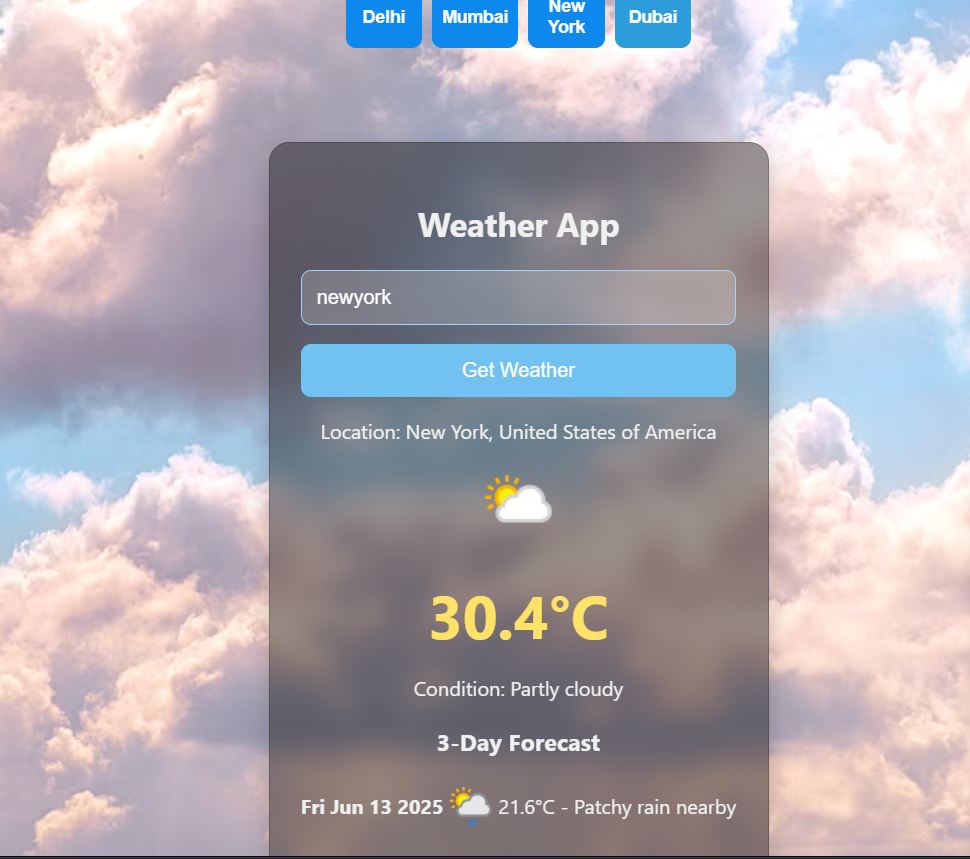 Delhi
Mumbai
New
York
Dubai
Weather App
newyork
Get Weather
Location: New York, United States of America
30.4°C
Condition: Partly cloudy
3-Day Forecast
Fri Jun 13 2025 21.6°C - Patchy rain nearby